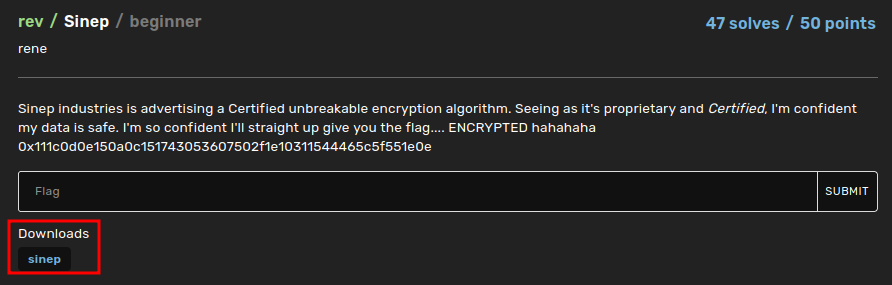 rev / Sinep / beginner
47 solves / 50 points
rene
Sinep industries is advertising a Certified unbreakable encryption algorithm. Seeing as it's proprietary and Certified, I'm confident
my data is safe. I'm so confident I'll straight up give you the flag.... ENCRYPTED hahahaha
0x111c0d0e150a0c151743053607502f1e10311544465c5f551e0e
Flag
SUBMIT
Downloads
sinep